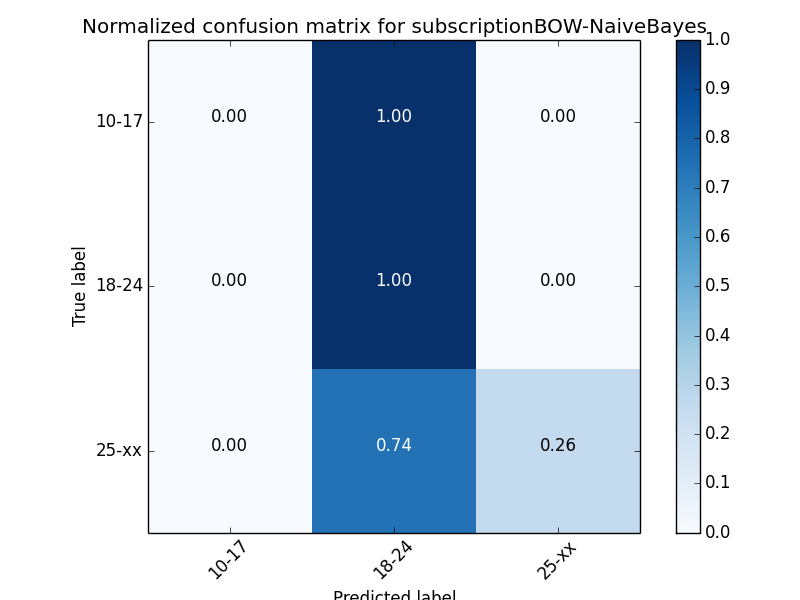 Normalized confusion matrix for subscriptionBOW-NaiveBayes
10-17 0.00 1.00 0.00
18-24 0.00 1.00 0.00
25-xx 0.00 0.74 0.26
True label
10-17 18-24 25-xx
Predicted label
1.0
0.9
0.8
0.7
0.6
0.5
0.4
0.3
0.2
0.1
0.0